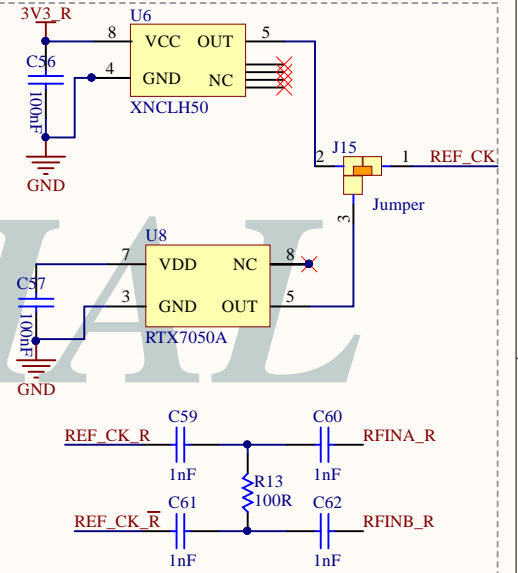 3V3_R
U6
8
VCC
OUT
5
C56
4
GND
NC
100nF
XNCLH50
GND
J15
2
1
REF_CK
3
Jumper
U8
7
VDD
NC
8
C57
3
GND
OUT
5
100nF
RTX7050A
GND
IAL
C59
C60
REF_CK_R
RFINA_R
1nF
1nF
R13
100R
C61
C62
REF_CK_R̅
RFINB_R
1nF
1nF